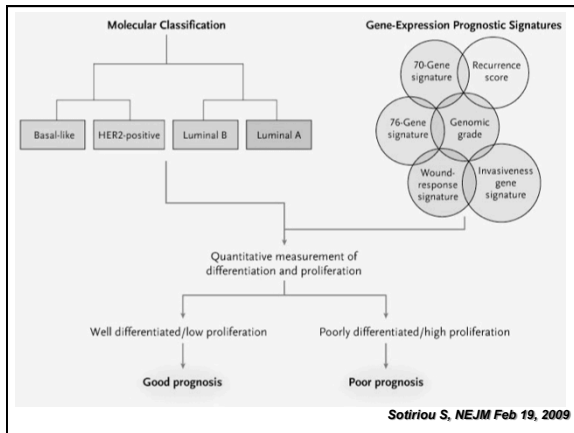 Molecular Classification
Gene-Expression Prognostic Signatures
70-Gene
signature
Recurrence
score
76-Gene
signature
Genomic
grade
Wound-
response
signature
Invasiveness
gene
signature
Basal-like
HER2-positive
Luminal B
Luminal A
Quantitative measurement of
differentiation and proliferation
Well differentiated/low proliferation
Poorly differentiated/high proliferation
Good prognosis
Poor prognosis
Sotiriou S, NEJM Feb 19, 2009